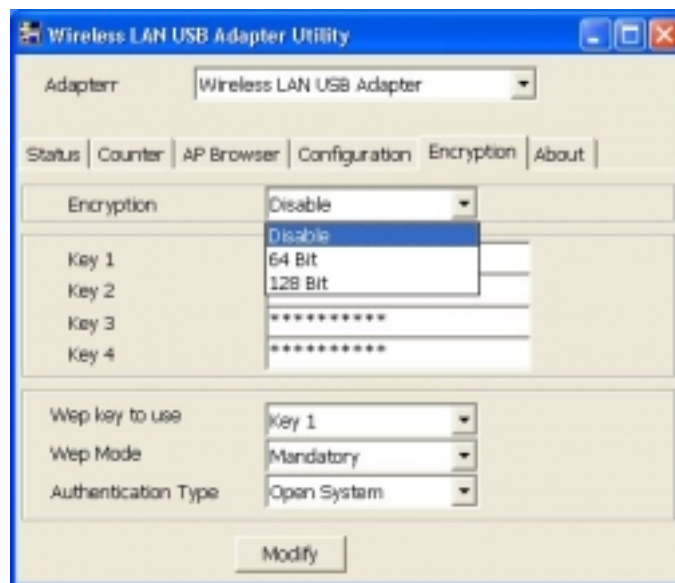 Wireless LAN USB Adapter Utility
Adapterr Wireless LAN USB Adapter
Status Counter AP Browser Configuration Encryption About
Encryption Disable
Disable
Key 1 64 Bit
Key 2 128 Bit
Key 3 **********
Key 4 **********
Wep key to use Key 1
Wep Mode Mandatory
Authentication Type Open System
Modify